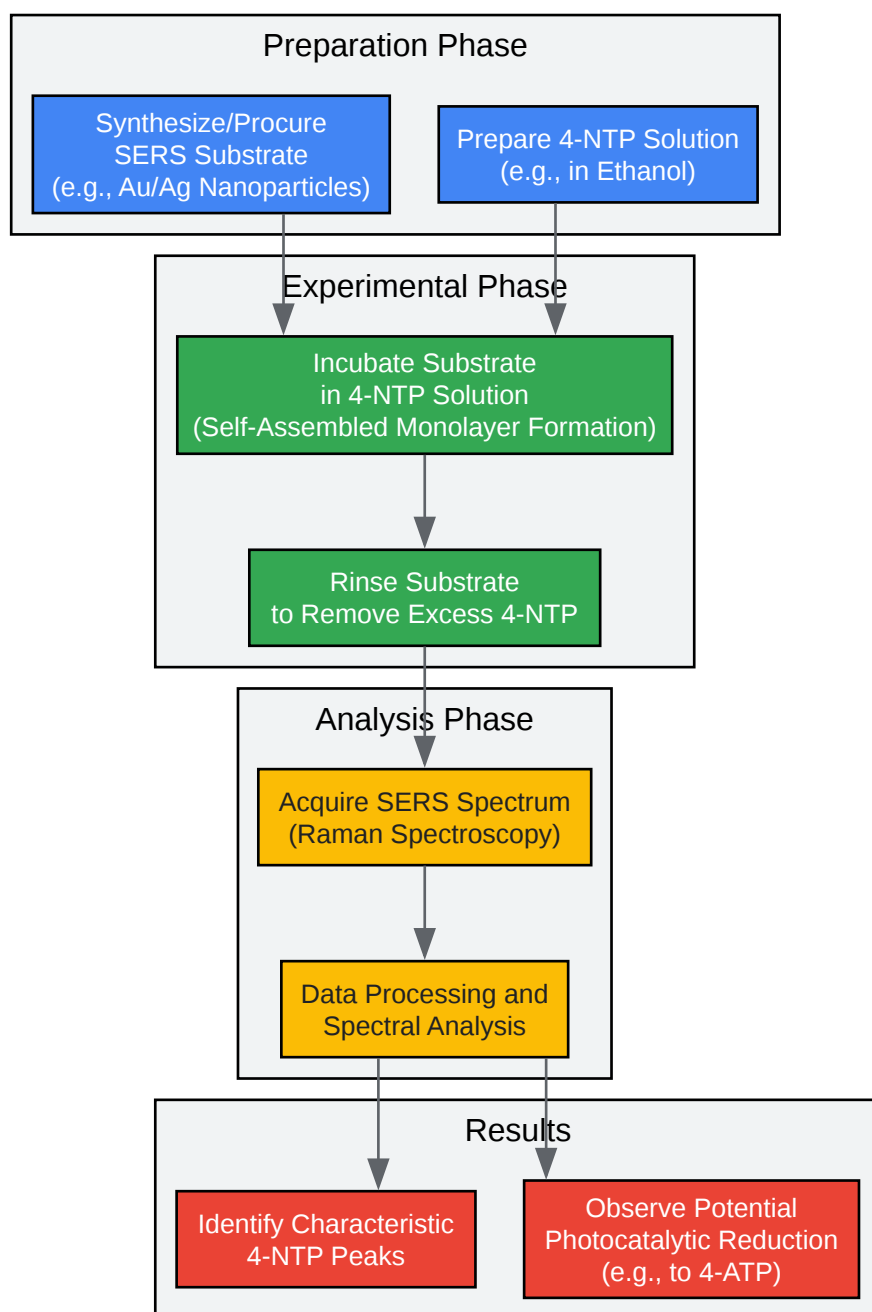 Preparation Phase
Synthesize/Procure
SERS Substrate
(e.g., Au/Ag Nanoparticles)
Prepare 4-NTP Solution
(e.g., in Ethanol)
Experimental Phase
Incubate Substrate
in 4-NTP Solution
(Self-Assembled Monolayer Formation)
Rinse Substrate
to Remove Excess 4-NTP
Analysis Phase
Acquire SERS Spectrum
(Raman Spectroscopy)
Data Processing and
Spectral Analysis
Results
Identify Characteristic
4-NTP Peaks
Observe Potential
Photocatalytic Reduction
(e.g., to 4-ATP)